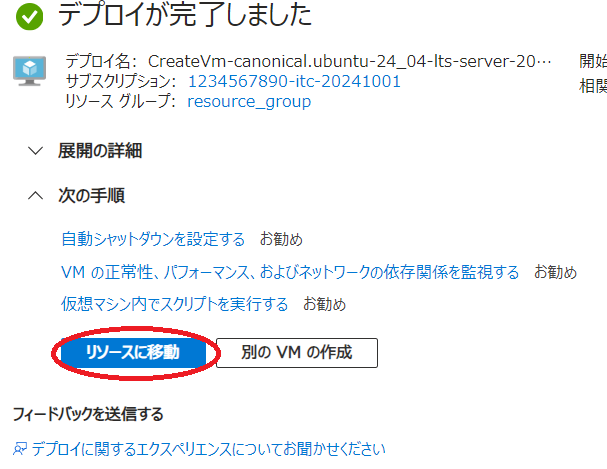 デプロイが完了しました
デプロイ名: CreateVm-canonical.ubuntu-24_04-lts-server-20… 開始
サブスクリプション: 1234567890-itc-20241001 相関
リソース グループ: resource_group
展開の詳細
次の手順
自動シャットダウンを設定する お勧め
VM の正常性、パフォーマンス、およびネットワークの依存関係を監視する お勧め
仮想マシン内でスクリプトを実行する お勧め
リソースに移動 別の VM の作成
フィードバックを送信する
デプロイに関するエクスペリエンスについてお聞かせください